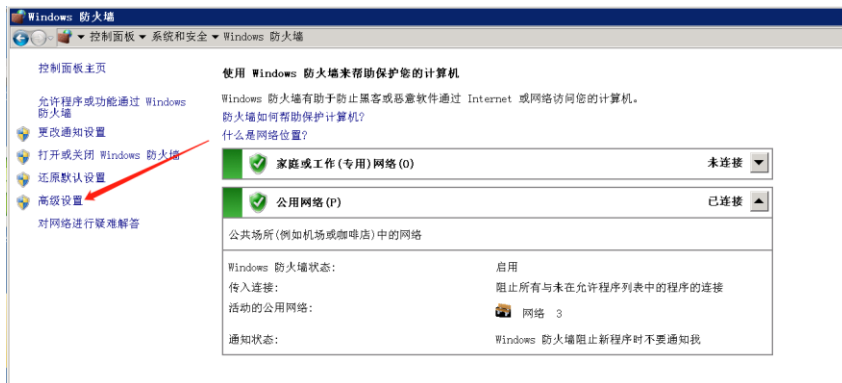 Windows 防火墙
控制面板 ▼ 系统和安全 ▼ Windows 防火墙
控制面板主页
允许程序或功能通过 Windows
防火墙
更改通知设置
打开或关闭 Windows 防火墙
还原默认设置
高级设置
对网络进行疑难解答
使用 Windows 防火墙来帮助保护您的计算机
Windows 防火墙有助于防止黑客或恶意软件通过 Internet 或网络访问您的计算机。
防火墙如何帮助保护计算机?
什么是网络位置?
家庭或工作(专用)网络(O) 未连接
公用网络(P) 已连接
公共场所(例如机场或咖啡店)中的网络
Windows 防火墙状态: 启用
传入连接: 阻止所有与未在允许程序列表中的程序的连接
活动的公用网络: 网络 3
通知状态: Windows 防火墙阻止新程序时不要通知我